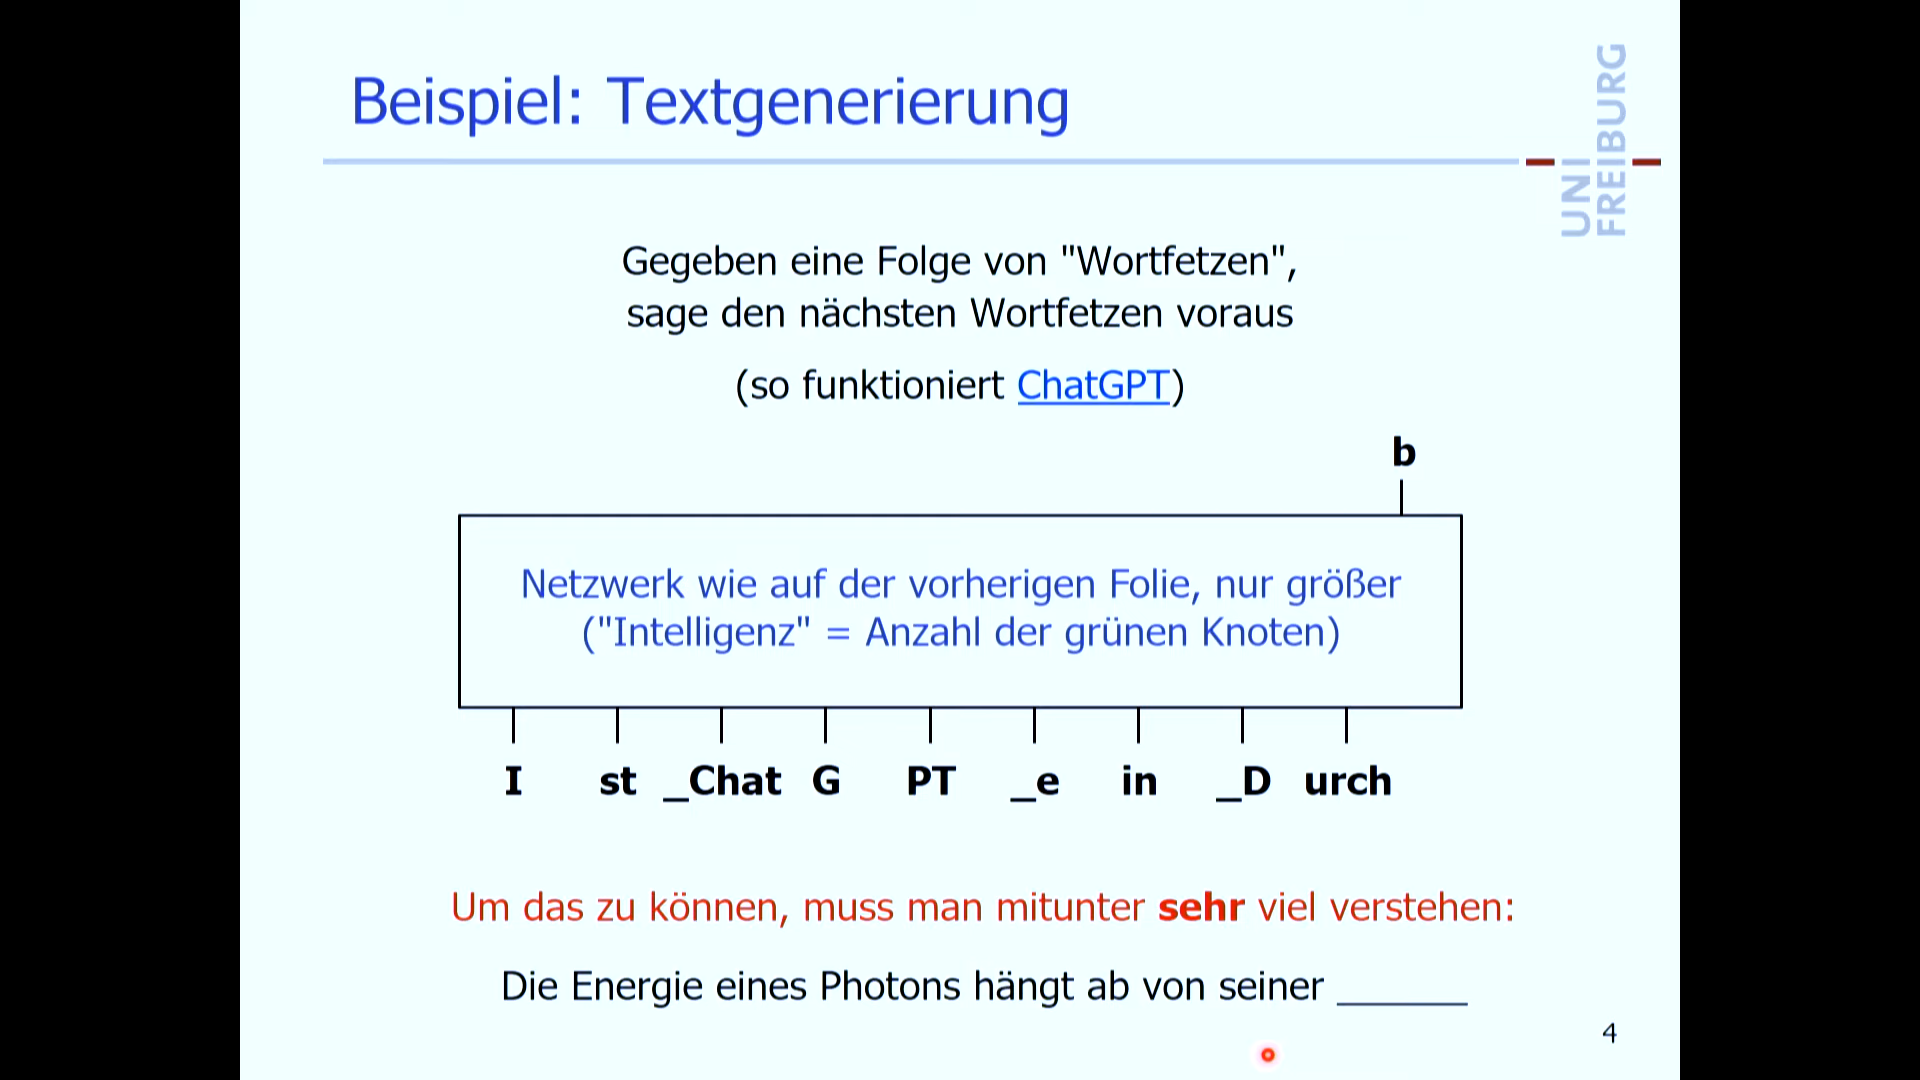 Beispiel: Textgenerierung
UNI
FREIBURG
Gegeben eine Folge von "Wortfetzen",
sage den nächsten Wortfetzen voraus
(so funktioniert ChatGPT)
b
Netzwerk wie auf der vorherigen Folie, nur größer
("Intelligenz" = Anzahl der grünen Knoten)
I st _Chat G PT _e in _D urch
Um das zu können, muss man mitunter sehr viel verstehen:
Die Energie eines Photons hängt ab von seiner ______
4